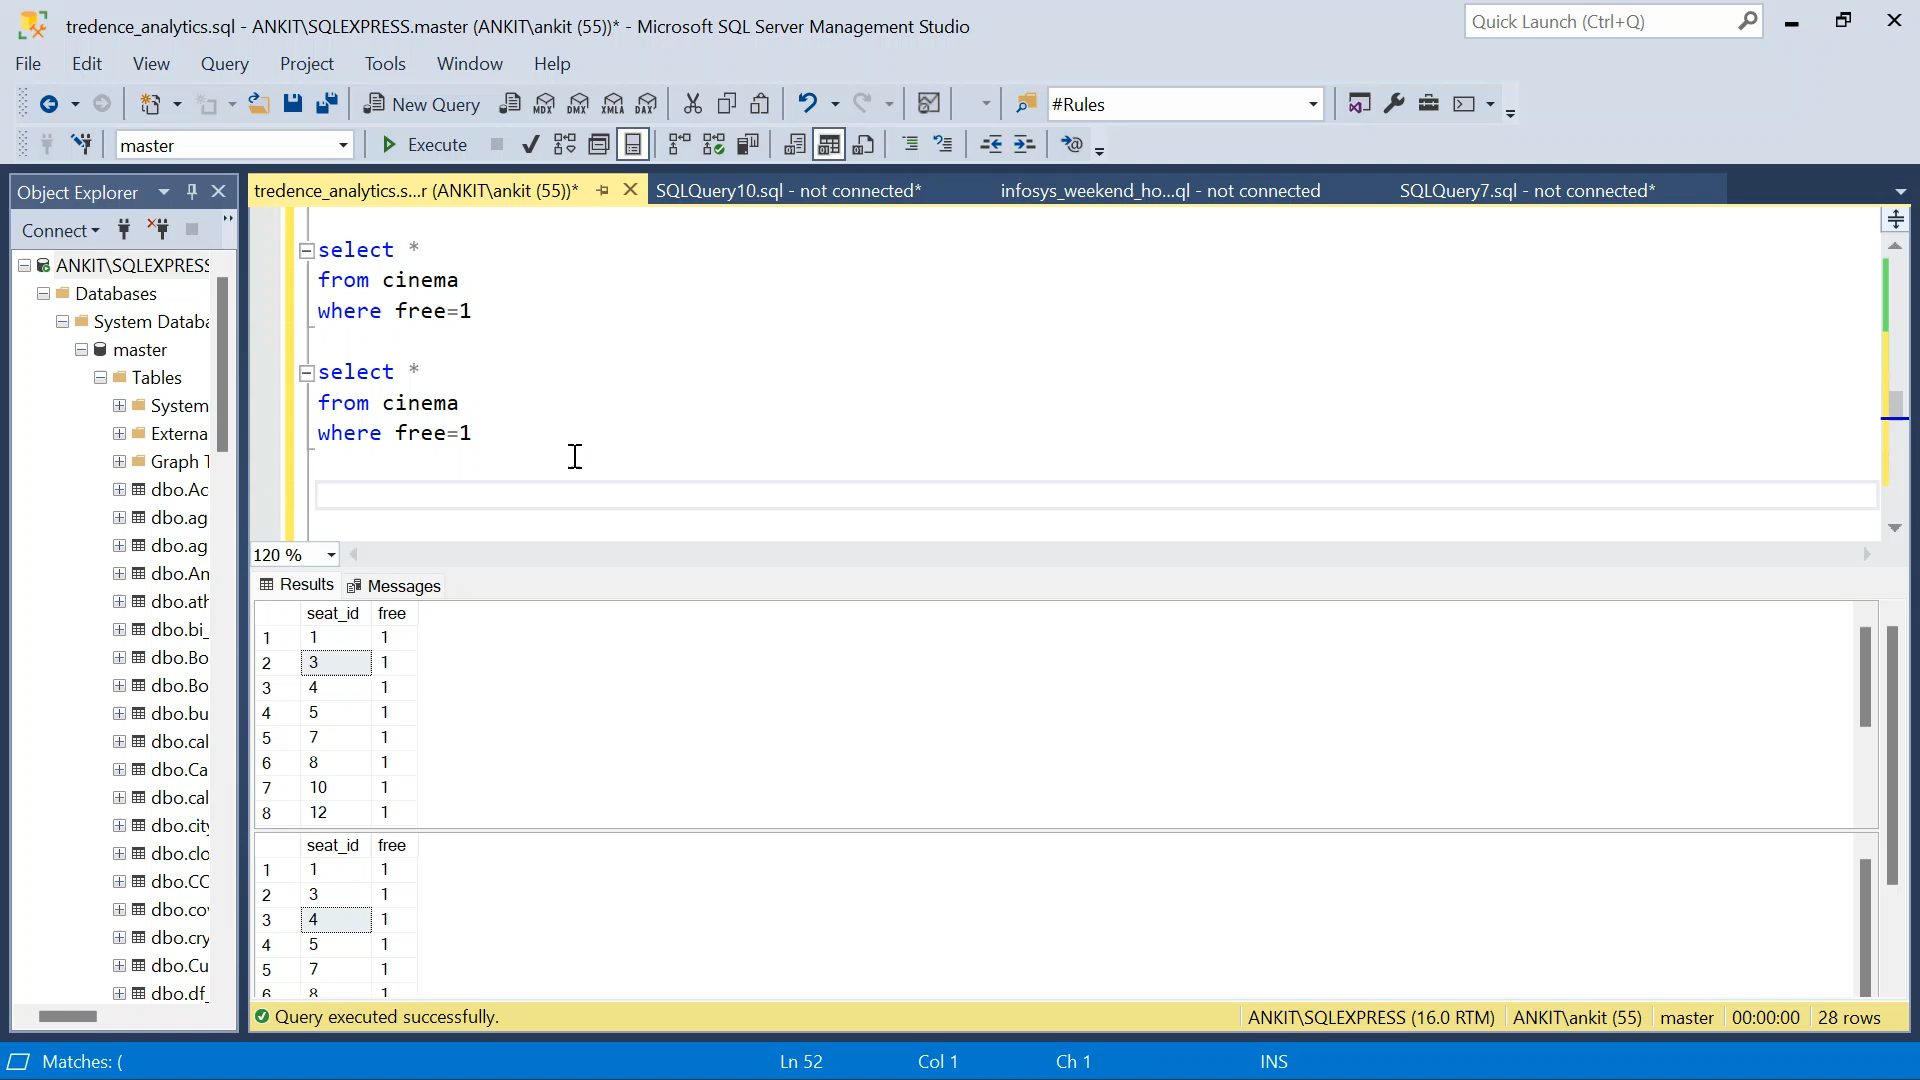 tredence_analytics.sql - ANKIT\SQLEXPRESS.master (ANKIT\ankit (55))* - Microsoft SQL Server Management Studio
Quick Launch (Ctrl+Q)
File Edit View Query Project Tools Window Help
New Query MDX DMX XMLA DAX #Rules
master Execute
Object Explorer
tredence_analytics.s...r (ANKIT\ankit (55))* SQLQuery10.sql - not connected* infosys_weekend_ho...ql - not connected SQLQuery7.sql - not connected*
Connect
ANKIT\SQLEXPRESS
Databases
System Databa
master
Tables
System
Externa
Graph T
dbo.Ac
dbo.ag
dbo.ag
dbo.An
dbo.ath
dbo.bi_
dbo.Bo
dbo.Bo
dbo.bu
dbo.cal
dbo.Ca
dbo.cal
dbo.city
dbo.clo
dbo.CC
dbo.cov
dbo.cry
dbo.Cu
dbo.df_
select *
from cinema
where free=1
select *
from cinema
where free=1
120 %
Results Messages
seat_id free
1 1 1
2 3 1
3 4 1
4 5 1
5 7 1
6 8 1
7 10 1
8 12 1
seat_id free
1 1 1
2 3 1
3 4 1
4 5 1
5 7 1
6 8 1
Query executed successfully. ANKIT\SQLEXPRESS (16.0 RTM) ANKIT\ankit (55) master 00:00:00 28 rows
Matches: ( Ln 52 Col 1 Ch 1 INS